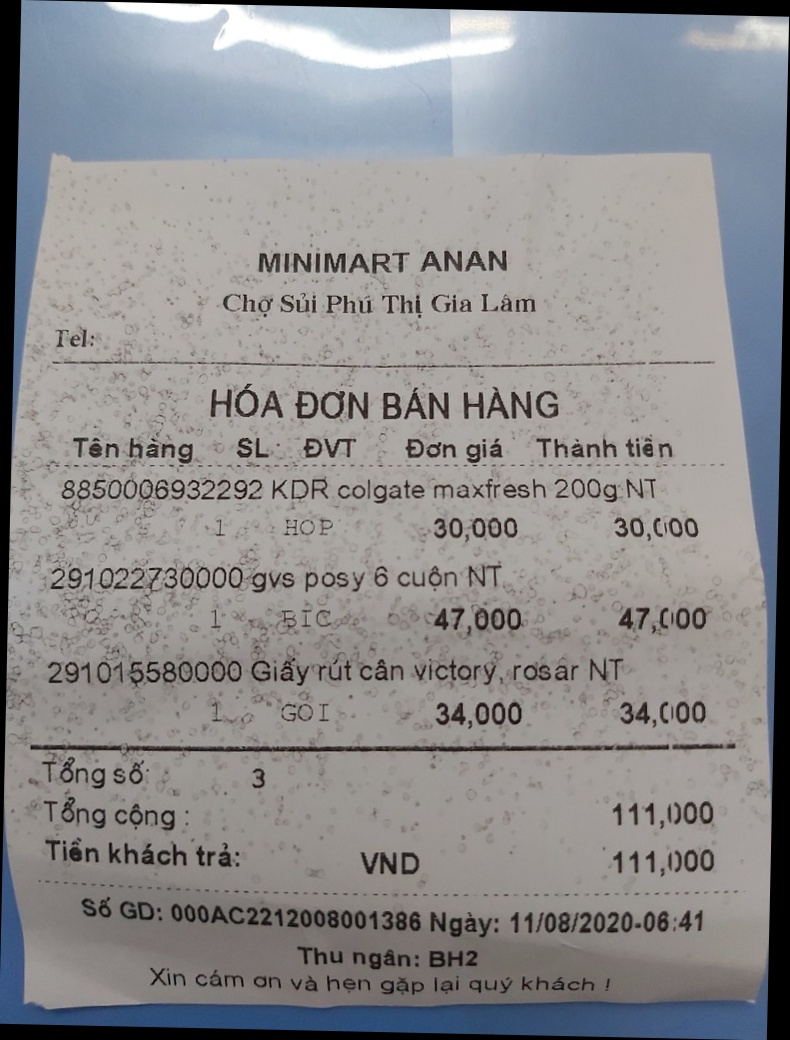 MINIMART ANAN
Chợ Sủi Phú Thị Gia Lâm
Tel:
HÓA ĐƠN BÁN HÀNG
Tên hàng SL ĐVT Đơn giá Thành tiền
8850006932292 KDR colgate maxfresh 200g NT
1 HOP 30,000 30,000
291022730000 gvs posy 6 cuộn NT
1 BIC 47,000 47,000
291015580000 Giấy rút cân victory, rosar NT
1 GOI 34,000 34,000
Tổng số: 3
Tổng cộng : 111,000
Tiền khách trả: VND 111,000
Số GD: 000AC2212008001386 Ngày: 11/08/2020-06:41
Thu ngân: BH2
Xin cám ơn và hẹn gặp lại quý khách !